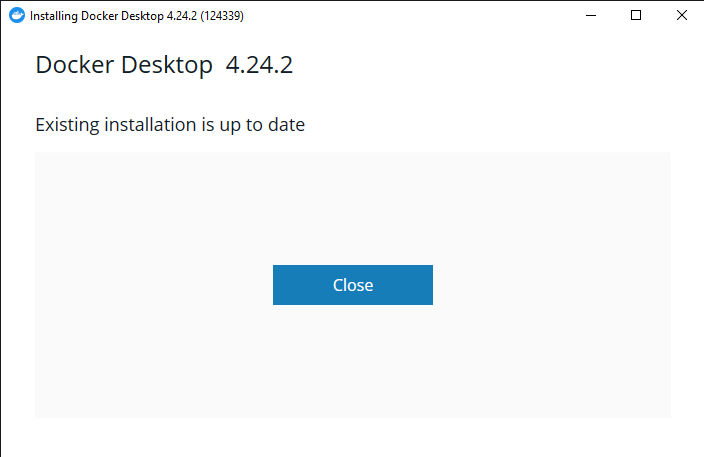 Installing Docker Desktop 4.24.2 (124339)
Docker Desktop 4.24.2
Existing installation is up to date
Close